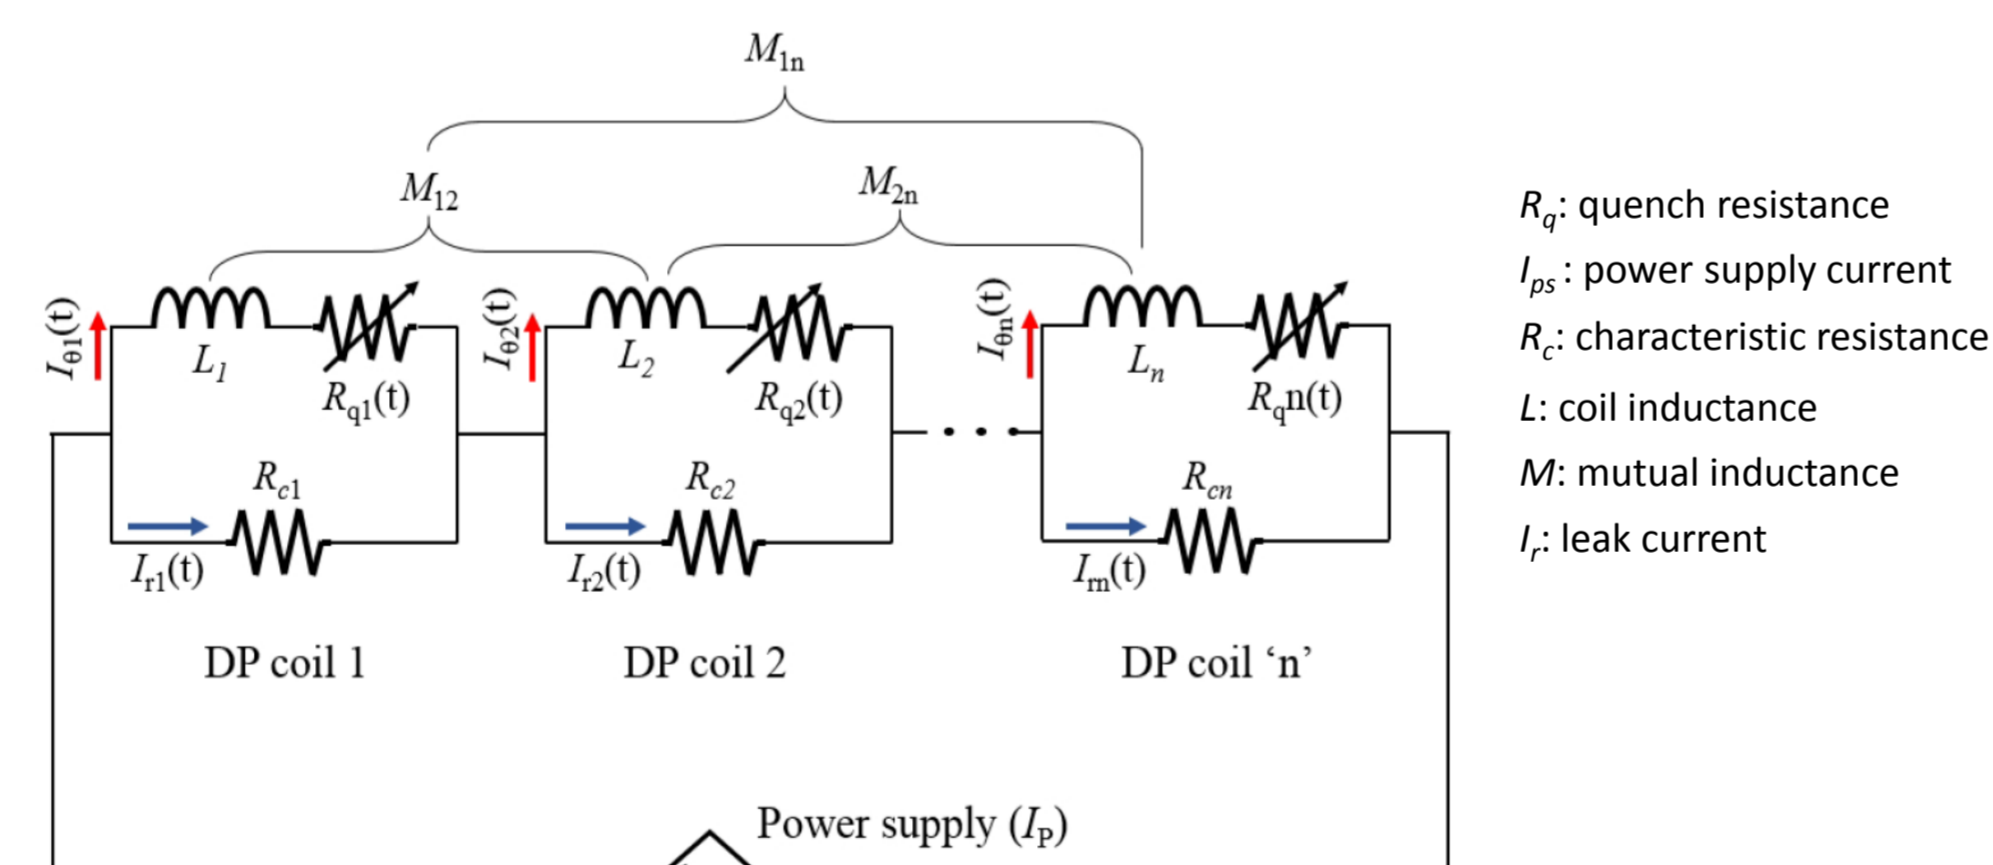 M1n
M12
M2n
Iθ1(t)
L1
Rq1(t)
Iθ2(t)
L2
Rq2(t)
Iθn(t)
Ln
Rqn(t)
Rc1
Ir1(t)
Rc2
Ir2(t)
Rcn
Irn(t)
DP coil 1
DP coil 2
DP coil ‘n’
Power supply (IP)
Rq: quench resistance
Ips : power supply current
Rc: characteristic resistance
L: coil inductance
M: mutual inductance
Ir: leak current